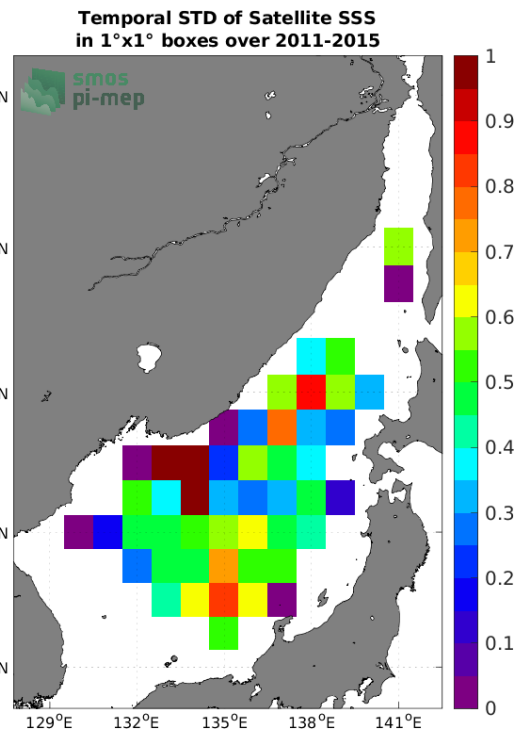 Temporal STD of Satellite SSS
in 1°x1° boxes over 2011-2015
smos
pi-mep
N
N
N
N
N
1
0.9
0.8
0.7
0.6
0.5
0.4
0.3
0.2
0.1
0
129°E 132°E 135°E 138°E 141°E